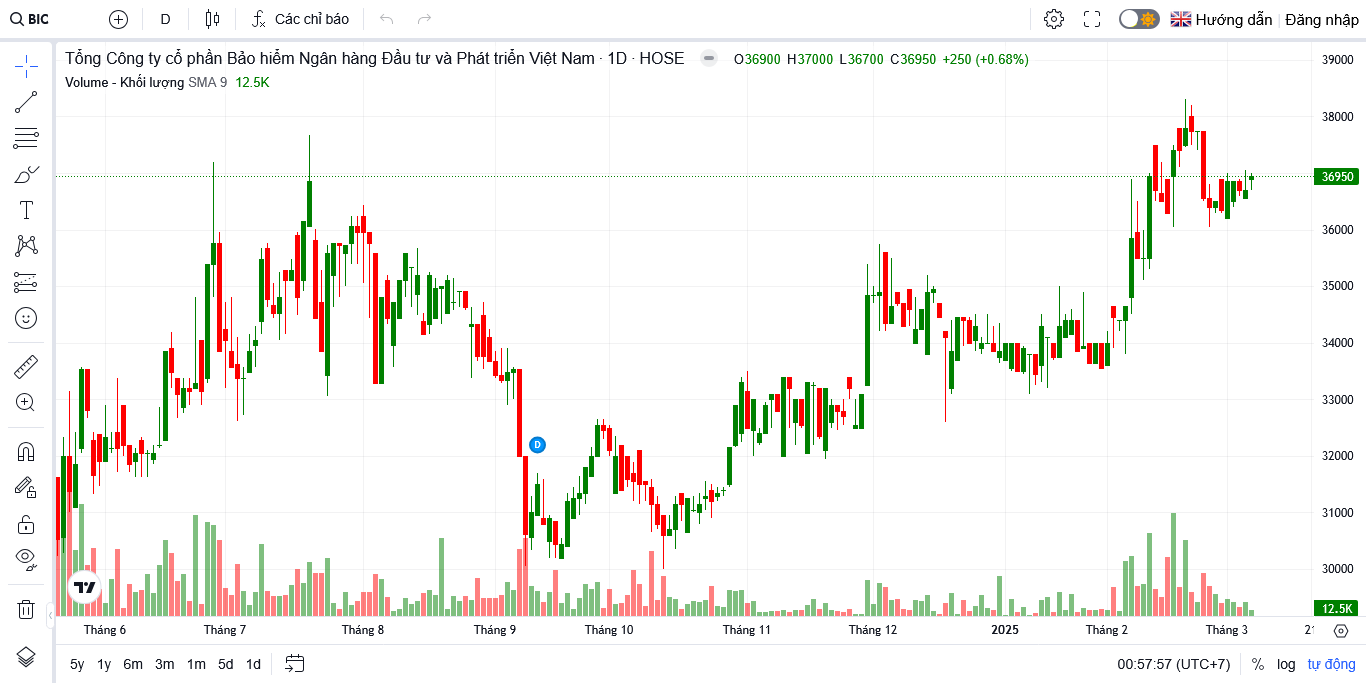 BIC D Các chỉ báo Hướng dẫn Đăng nhập
Tổng Công ty cổ phần Bảo hiểm Ngân hàng Đầu tư và Phát triển Việt Nam · 1D · HOSE O36900 H37000 L36700 C36950 +250 (+0.68%)
Volume - Khối lượng SMA 9 12.5K
39000
38000
36950
36000
35000
34000
33000
32000
D
31000
30000
12.5K
Tháng 6 Tháng 7 Tháng 8 Tháng 9 Tháng 10 Tháng 11 Tháng 12 2025 Tháng 2 Tháng 3
5y 1y 6m 3m 1m 5d 1d 00:57:57 (UTC+7) % log tự động